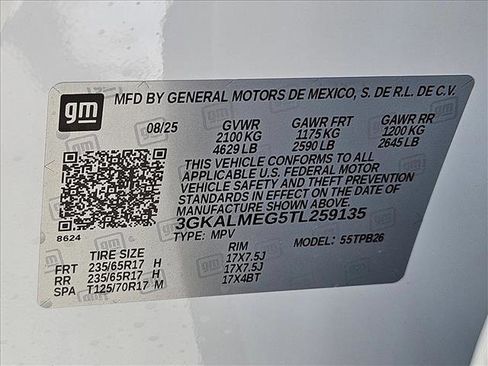 gm
MFD BY GENERAL MOTORS DE MEXICO, S. DE R.L. DE C.V.
08/25 GVWR GAWR FRT GAWR RR
2100 KG 1175 KG 1200 KG
4629 LB 2590 LB 2645 LB
THIS VEHICLE CONFORMS TO ALL
APPLICABLE U.S. FEDERAL MOTOR
VEHICLE SAFETY AND THEFT PREVENTION
STANDARDS IN EFFECT ON THE DATE OF
MANUFACTURE SHOWN ABOVE.
3GKALMEG5TL259135
8624
TYPE: MPV MODEL: 55TPB26
TIRE SIZE RIM
FRT 235/65R17 H 17X7.5J
RR 235/65R17 H 17X7.5J
SPA T125/70R17 M 17X4BT